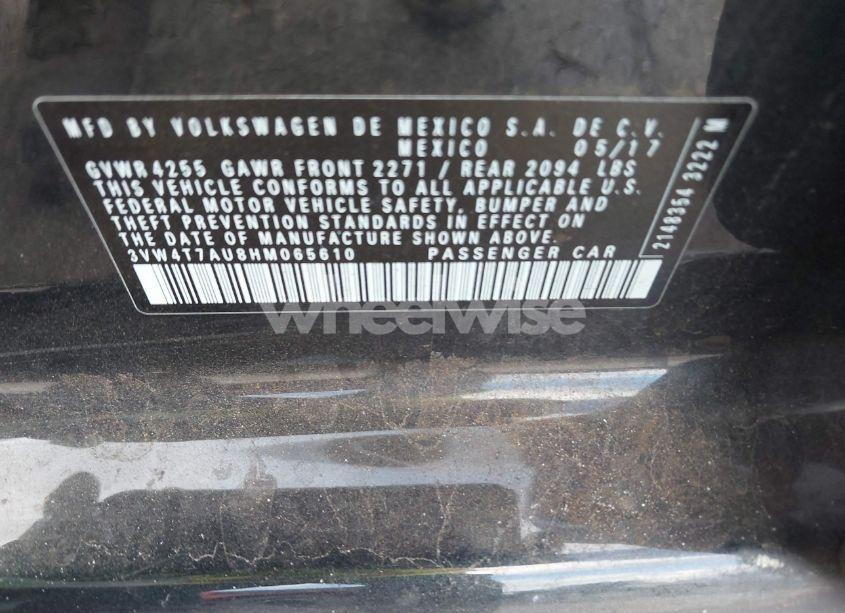 MFD BY VOLKSWAGEN DE MEXICO S.A. DE C.V.
MEXICO 05/17
GVWR 4255 GAWR FRONT 2271 / REAR 2094 LBS
THIS VEHICLE CONFORMS TO ALL APPLICABLE U.S.
FEDERAL MOTOR VEHICLE SAFETY, BUMPER AND
THEFT PREVENTION STANDARDS IN EFFECT ON
THE DATE OF MANUFACTURE SHOWN ABOVE.
3VW4T7AU8HM065610 PASSENGER CAR
2148354 3222 M
wheelwise